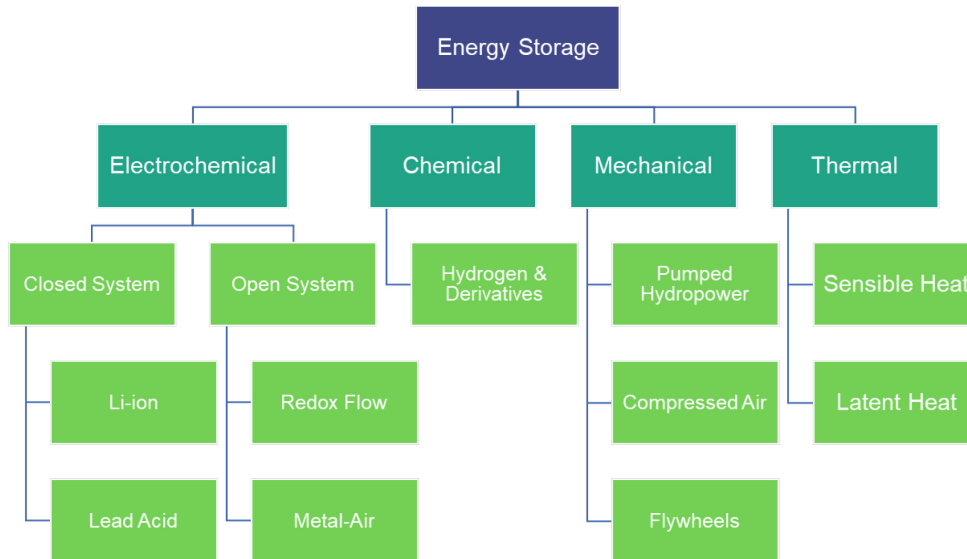 Energy Storage
Electrochemical
Chemical
Mechanical
Thermal
Closed System
Open System
Hydrogen &
Derivatives
Pumped
Hydropower
Sensible Heat
Li-ion
Redox Flow
Compressed Air
Latent Heat
Lead Acid
Metal-Air
Flywheels